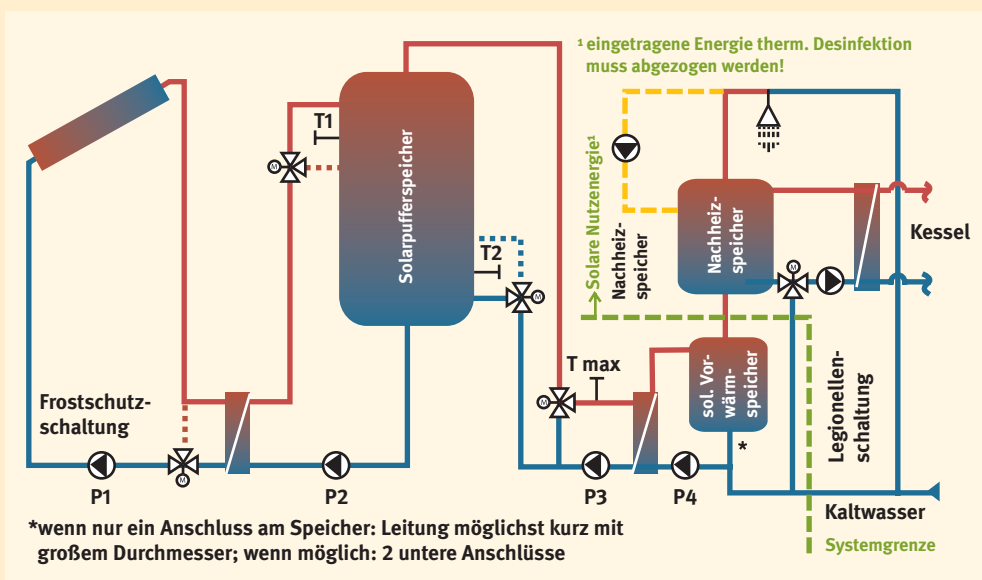 ¹ eingetragene Energie therm. Desinfektion
muss abgezogen werden!
T1
M
Solarpufferspeicher
T2
M
Solare Nutzenergie¹
Nachheiz-
speicher
Nachheiz-
speicher
M
Kessel
T max
M
sol. Vor-
wärm-
speicher
Legionellen-
schaltung
Frostschutz-
schaltung
M
*
P1
P2
P3
P4
Kaltwasser
Systemgrenze
*wenn nur ein Anschluss am Speicher: Leitung möglichst kurz mit
großem Durchmesser; wenn möglich: 2 untere Anschlüsse